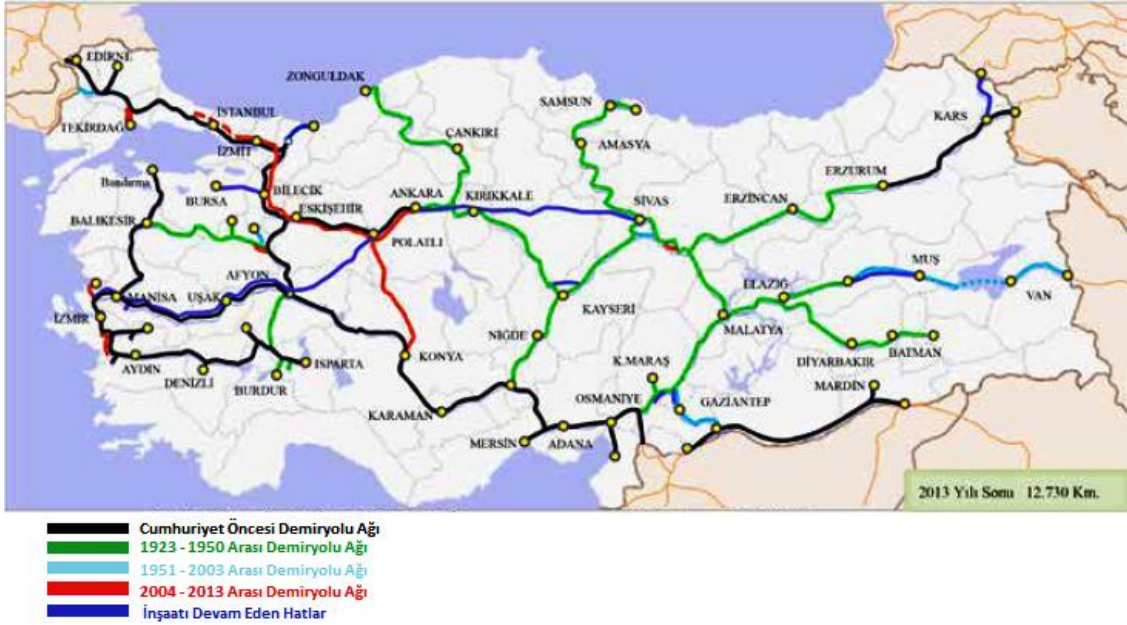 EDİRNE
ZONGULDAK
SAMSUN
İSTANBUL
TEKİRDAĞ
KARS
ÇANKIRI
AMASYA
İZMİT
ERZURUM
Bandırma
BİLECİK
ANKARA
KIRIKKALE
SİVAS
ERZİNCAN
BURSA
ESKİŞEHİR
BALIKESİR
POLATLI
MUŞ
AFYON
ELAZIĞ
VAN
MANİSA
UŞAK
KAYSERİ
İZMİR
MALATYA
NİĞDE
BATMAN
DİYARBAKIR
KONYA
ISPARTA
K.MARAŞ
AYDIN
DENİZLİ
BURDUR
MARDİN
OSMANİYE
GAZİANTEP
KARAMAN
MERSİN
ADANA
2013 Yılı Sonu 12.730 Km.
Cumhuriyet Öncesi Demiryolu Ağı
1923 - 1950 Arası Demiryolu Ağı
1951 - 2003 Arası Demiryolu Ağı
2004 - 2013 Arası Demiryolu Ağı
İnşaatı Devam Eden Hatlar